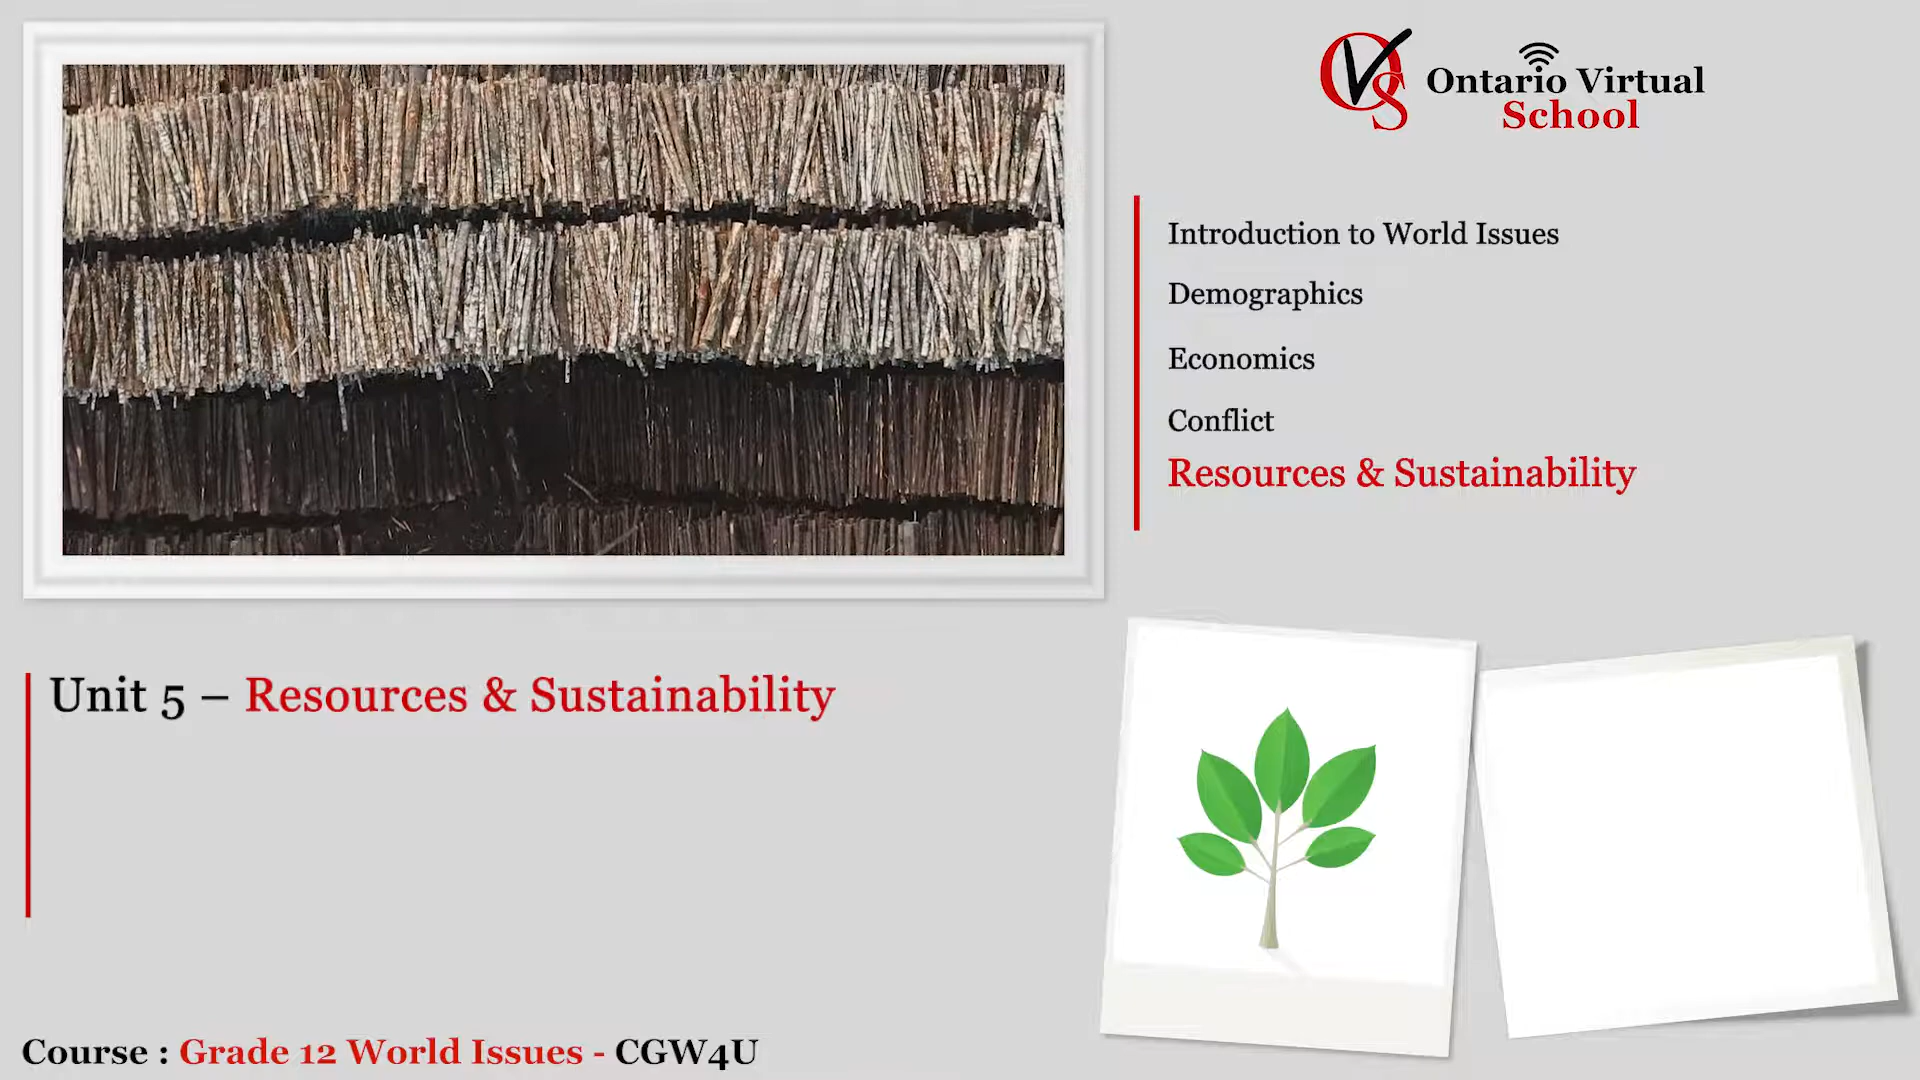 Ontario Virtual
School
Introduction to World Issues
Demographics
Economics
Conflict
Resources & Sustainability
Unit 5 – Resources & Sustainability
Course : Grade 12 World Issues - CGW4U